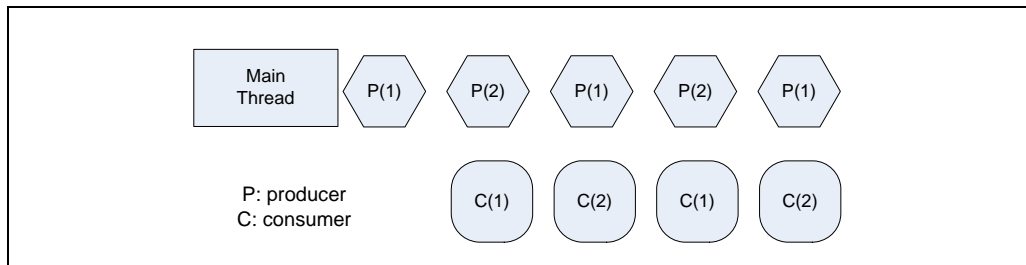 Main
Thread
P(1)
P(2)
P(1)
P(2)
P(1)
P: producer
C: consumer
C(1)
C(2)
C(1)
C(2)